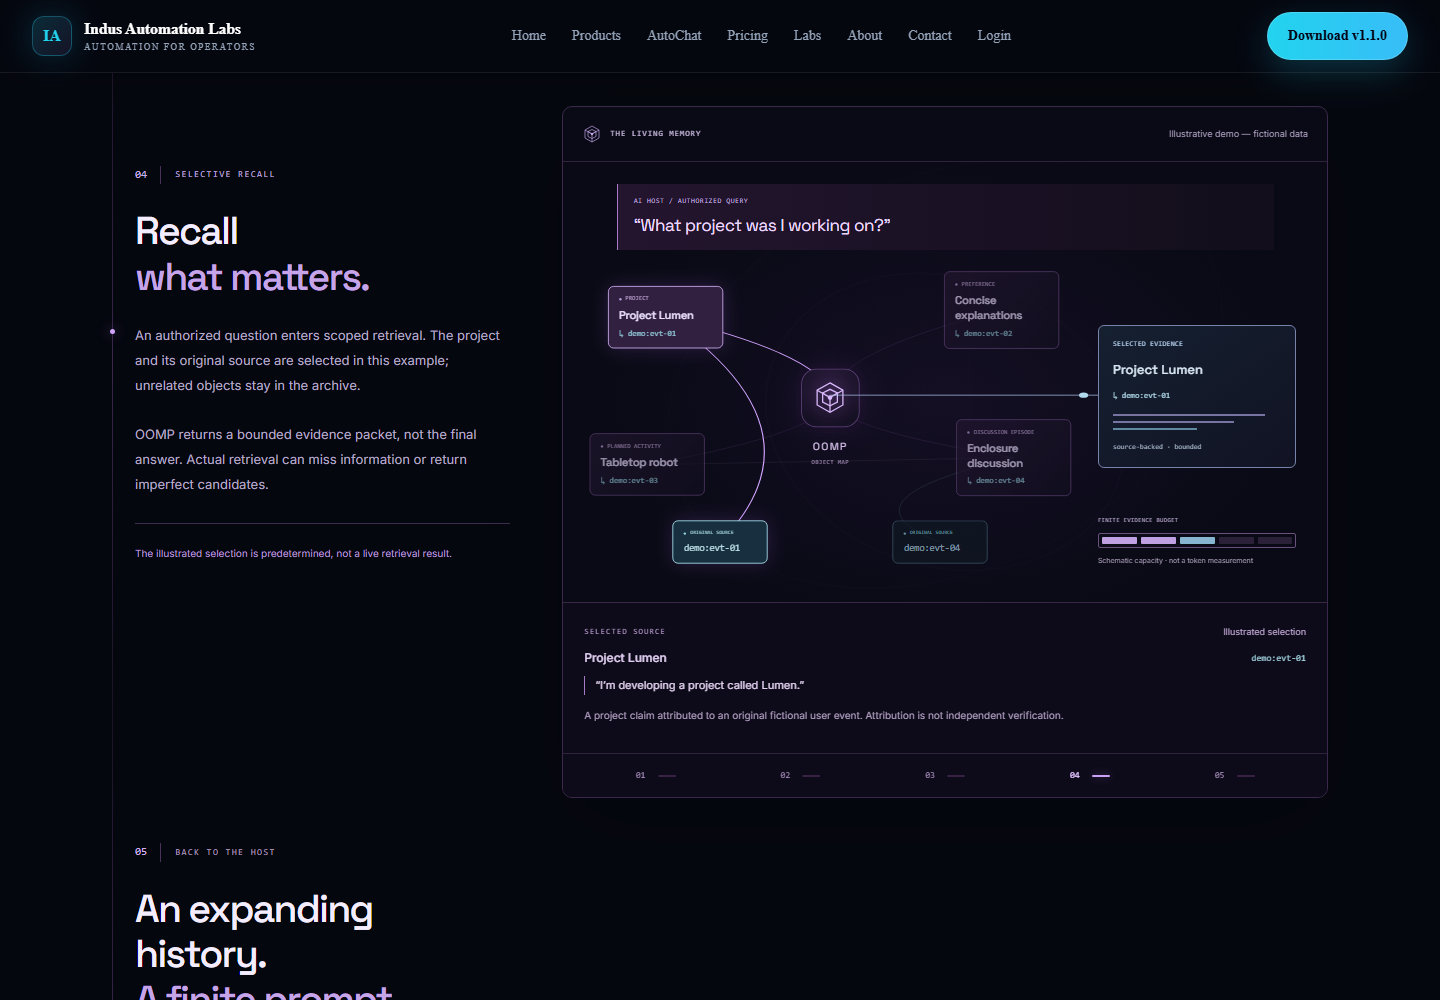 IA
Indus Automation Labs
AUTOMATION FOR OPERATORS
Home
Products
AutoChat
Pricing
Labs
About
Contact
Login
Download v1.1.0
04
SELECTIVE RECALL
Recall
what matters.
An authorized question enters scoped retrieval. The project
and its original source are selected in this example;
unrelated objects stay in the archive.
OOMP returns a bounded evidence packet, not the final
answer. Actual retrieval can miss information or return
imperfect candidates.
The illustrated selection is predetermined, not a live retrieval result.
THE LIVING MEMORY
Illustrative demo — fictional data
AI HOST / AUTHORIZED QUERY
“What project was I working on?”
PROJECT
Project Lumen
↳ demo:evt-01
PREFERENCE
Concise
explanations
↳ demo:evt-02
SELECTED EVIDENCE
Project Lumen
↳ demo:evt-01
source-backed · bounded
OOMP
OBJECT MAP
PLANNED ACTIVITY
Tabletop robot
↳ demo:evt-03
DISCUSSION EPISODE
Enclosure
discussion
↳ demo:evt-04
ORIGINAL SOURCE
demo:evt-01
ORIGINAL SOURCE
demo:evt-04
FINITE EVIDENCE BUDGET
Schematic capacity · not a token measurement
SELECTED SOURCE
Illustrated selection
Project Lumen
demo:evt-01
“I’m developing a project called Lumen.”
A project claim attributed to an original fictional user event. Attribution is not independent verification.
01
02
03
04
05
05
BACK TO THE HOST
An expanding
history.
A finite prompt